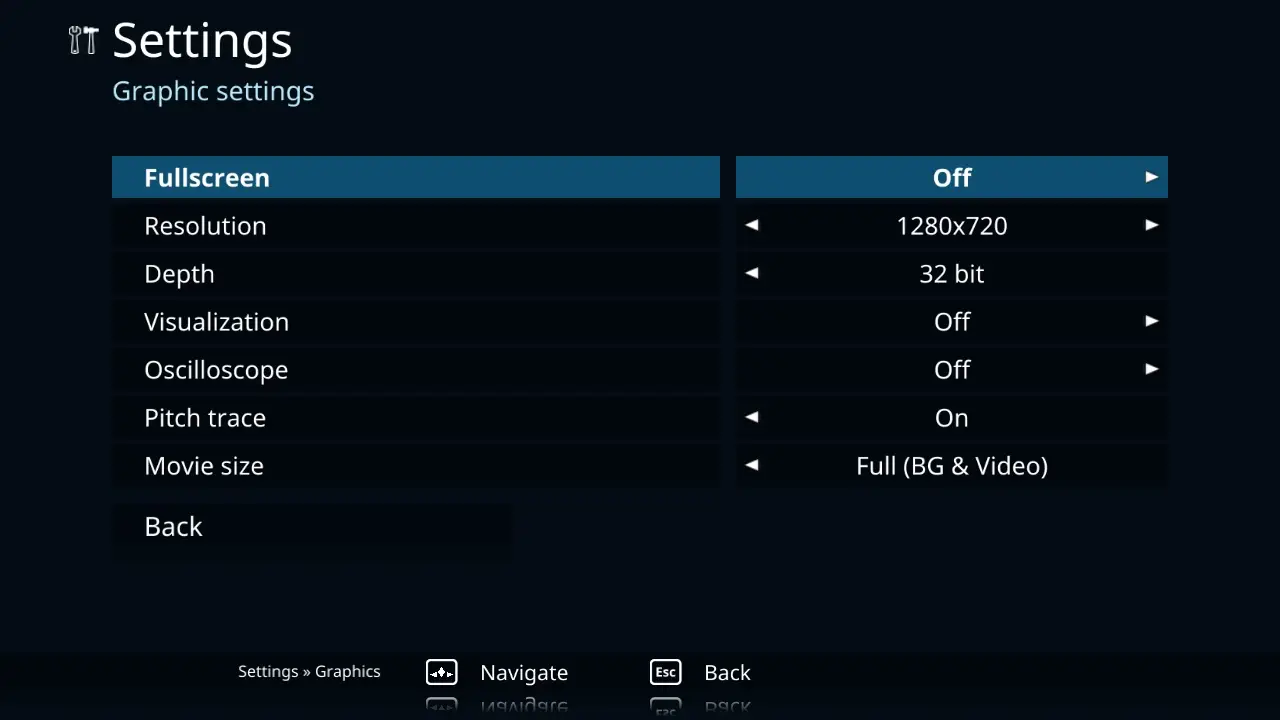 Settings
Graphic settings
Fullscreen Off
Resolution 1280x720
Depth 32 bit
Visualization Off
Oscilloscope Off
Pitch trace On
Movie size Full (BG & Video)
Back
Settings » Graphics Navigate Esc Back